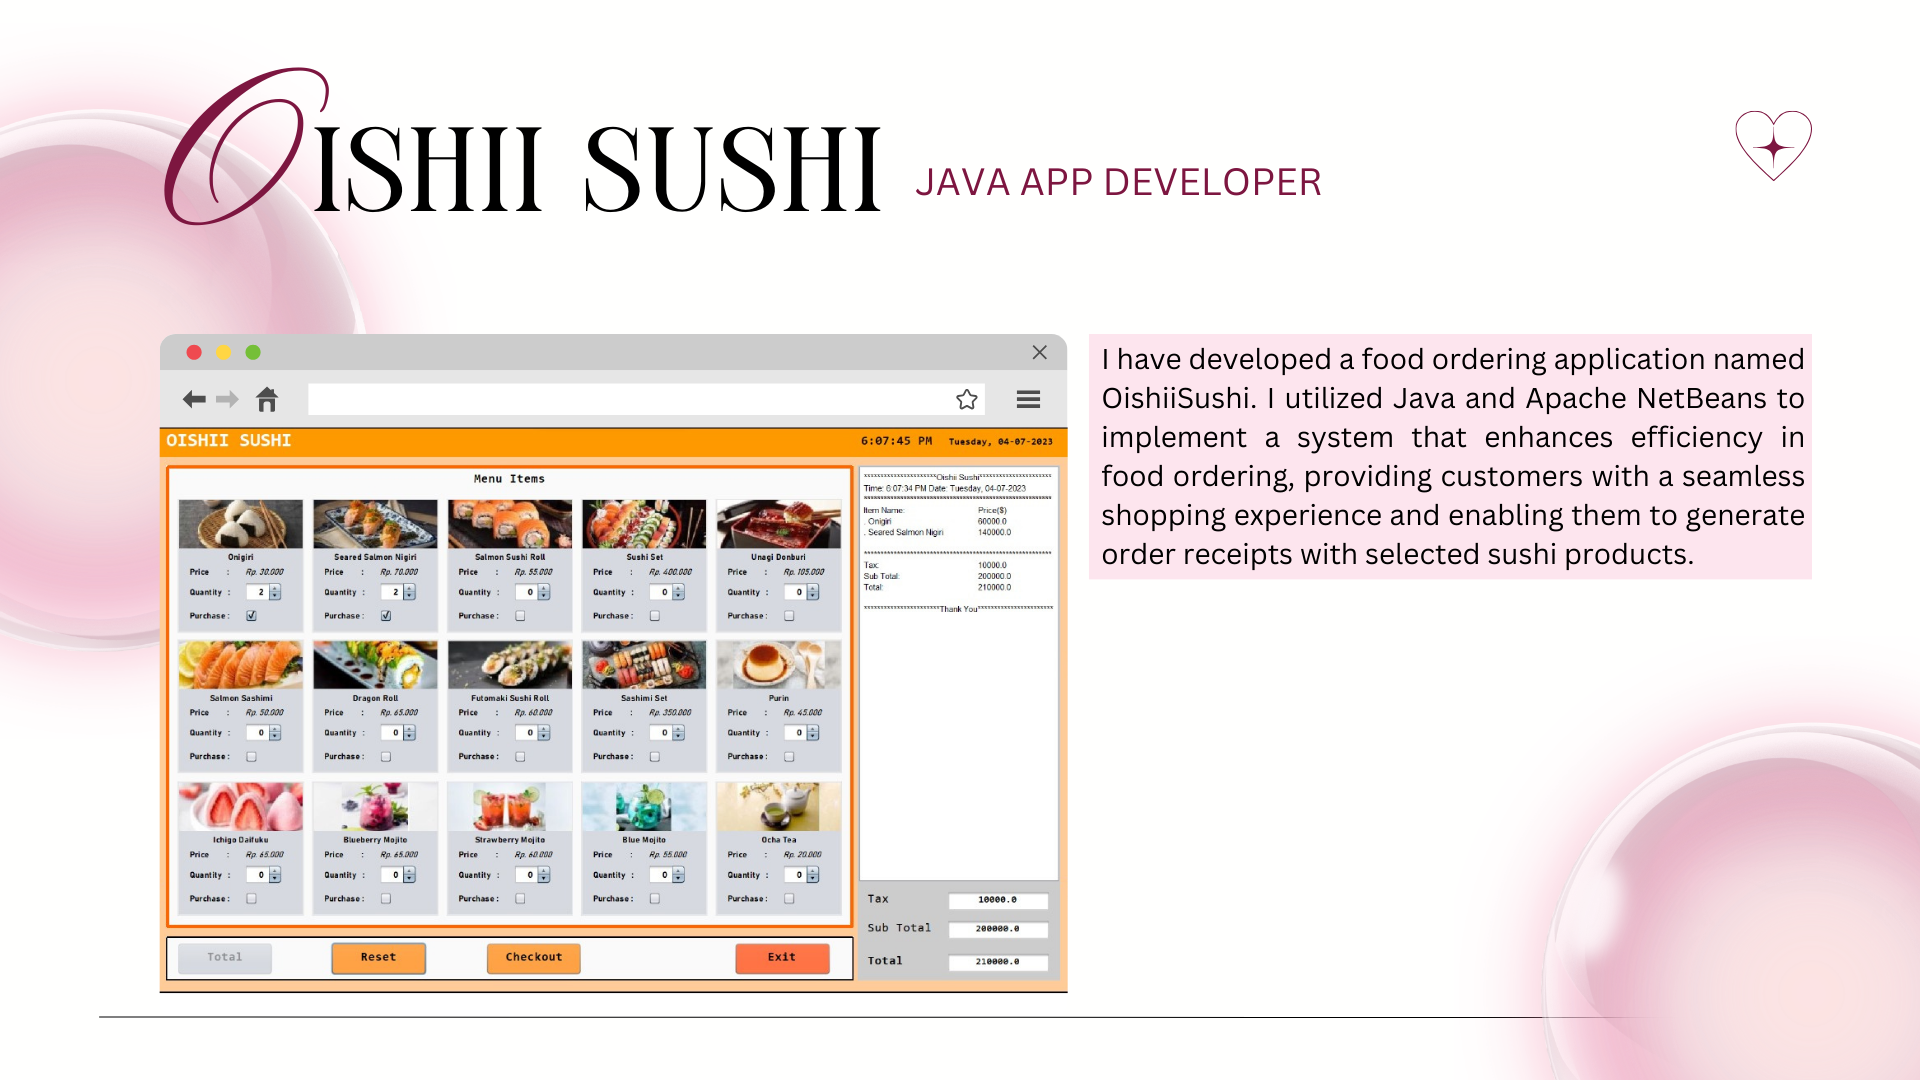 OISHII SUSHI
JAVA APP DEVELOPER
I have developed a food ordering application named
OishiiSushi. I utilized Java and Apache NetBeans to
implement a system that enhances efficiency in
food ordering, providing customers with a seamless
shopping experience and enabling them to generate
order receipts with selected sushi products.
OISHII SUSHI
6:07:45 PM Tuesday, 04-07-2023
Menu Items
Onigiri
Price : Rp. 30.000
Quantity : 2
Purchase :
Seared Salmon Nigiri
Price : Rp. 70.000
Quantity : 2
Purchase :
Salmon Sushi Roll
Price : Rp. 55.000
Quantity : 0
Purchase :
Sushi Set
Price : Rp. 400.000
Quantity : 0
Purchase :
Unagi Donburi
Price : Rp. 105.000
Quantity : 0
Purchase :
Salmon Sashimi
Price : Rp. 50.000
Quantity : 0
Purchase :
Dragon Roll
Price : Rp. 65.000
Quantity : 0
Purchase :
Futomaki Sushi Roll
Price : Rp. 60.000
Quantity : 0
Purchase :
Sashimi Set
Price : Rp. 350.000
Quantity : 0
Purchase :
Purin
Price : Rp. 45.000
Quantity : 0
Purchase :
Ichigo Daifuku
Price : Rp. 65.000
Quantity : 0
Purchase :
Blueberry Mojito
Price : Rp. 65.000
Quantity : 0
Purchase :
Strawberry Mojito
Price : Rp. 60.000
Quantity : 0
Purchase :
Blue Mojito
Price : Rp. 55.000
Quantity : 0
Purchase :
Ocha Tea
Price : Rp. 20.000
Quantity : 0
Purchase :
Total
Reset
Checkout
Exit
*********************Oishii Sushi*********************
Time: 6:07:34 PM Date: Tuesday, 04-07-2023
******************************************************
Item Name: Price($)
. Onigiri 60000.0
. Seared Salmon Nigiri 140000.0
******************************************************
Tax: 10000.0
Sub Total: 200000.0
Total: 210000.0
**********************Thank You**********************
Tax 10000.0
Sub Total 200000.0
Total 210000.0